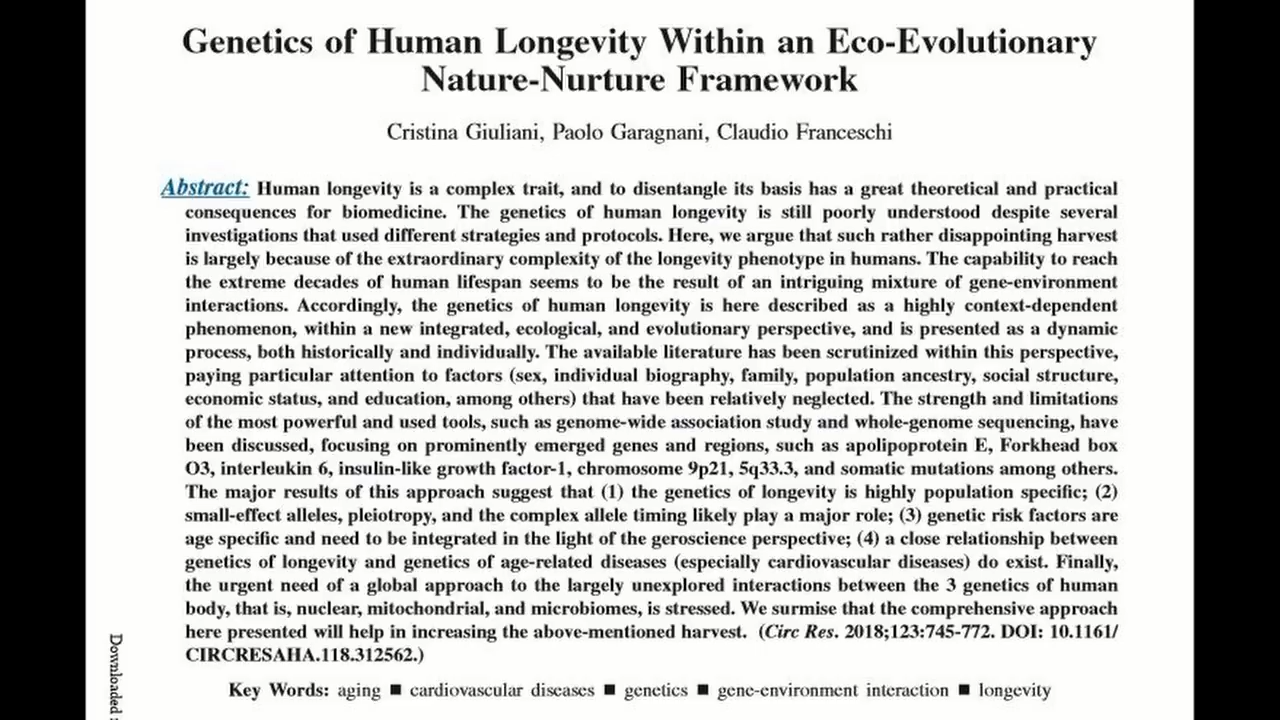 Genetics of Human Longevity Within an Eco-Evolutionary
Nature-Nurture Framework
Cristina Giuliani, Paolo Garagnani, Claudio Franceschi
Abstract: Human longevity is a complex trait, and to disentangle its basis has a great theoretical and practical
consequences for biomedicine. The genetics of human longevity is still poorly understood despite several
investigations that used different strategies and protocols. Here, we argue that such rather disappointing harvest
is largely because of the extraordinary complexity of the longevity phenotype in humans. The capability to reach
the extreme decades of human lifespan seems to be the result of an intriguing mixture of gene-environment
interactions. Accordingly, the genetics of human longevity is here described as a highly context-dependent
phenomenon, within a new integrated, ecological, and evolutionary perspective, and is presented as a dynamic
process, both historically and individually. The available literature has been scrutinized within this perspective,
paying particular attention to factors (sex, individual biography, family, population ancestry, social structure,
economic status, and education, among others) that have been relatively neglected. The strength and limitations
of the most powerful and used tools, such as genome-wide association study and whole-genome sequencing, have
been discussed, focusing on prominently emerged genes and regions, such as apolipoprotein E, Forkhead box
O3, interleukin 6, insulin-like growth factor-1, chromosome 9p21, 5q33.3, and somatic mutations among others.
The major results of this approach suggest that (1) the genetics of longevity is highly population specific; (2)
small-effect alleles, pleiotropy, and the complex allele timing likely play a major role; (3) genetic risk factors are
age specific and need to be integrated in the light of the geroscience perspective; (4) a close relationship between
genetics of longevity and genetics of age-related diseases (especially cardiovascular diseases) do exist. Finally,
the urgent need of a global approach to the largely unexplored interactions between the 3 genetics of human
body, that is, nuclear, mitochondrial, and microbiomes, is stressed. We surmise that the comprehensive approach
here presented will help in increasing the above-mentioned harvest. (Circ Res. 2018;123:745-772. DOI: 10.1161/
CIRCRESAHA.118.312562.)
Key Words: aging ■ cardiovascular diseases ■ genetics ■ gene-environment interaction ■ longevity
Downloaded